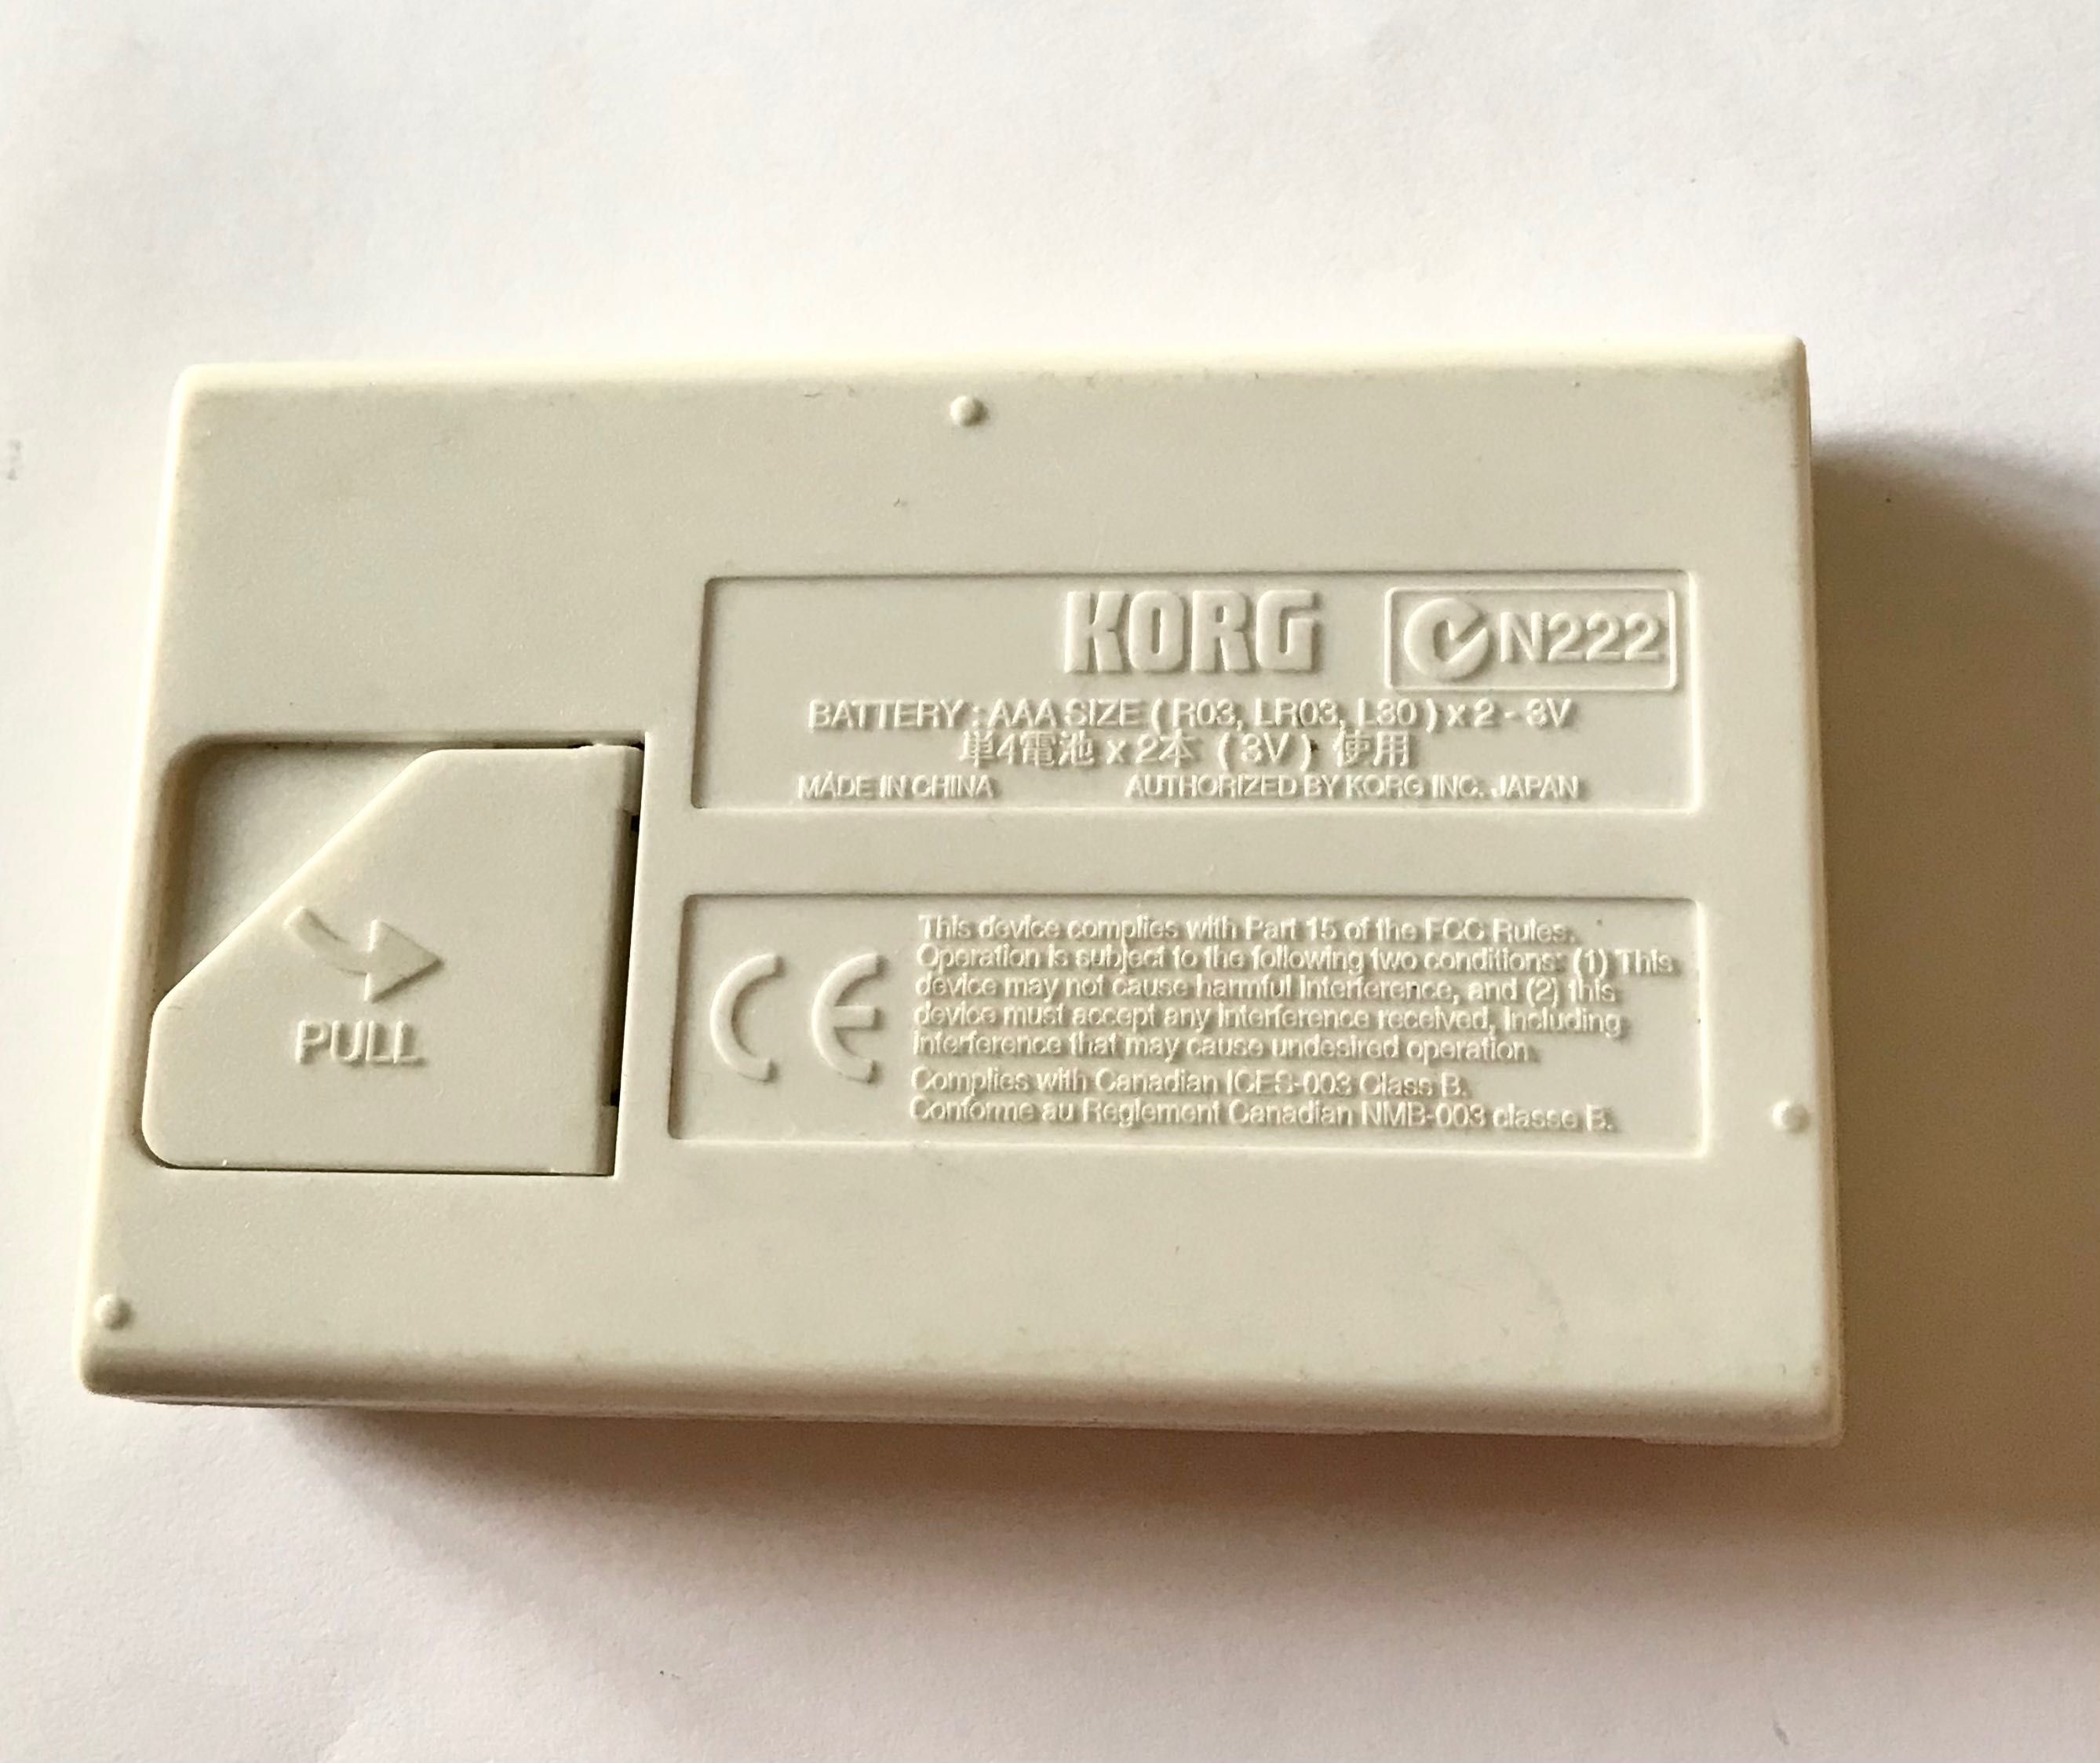 KORG N222
BATTERY : AAA SIZE ( R03, LR03, L30 ) x 2 - 3V
単4電池 x 2本 ( 3V ) 使用
MADE IN CHINA AUTHORIZED BY KORG INC. JAPAN
PULL
CE
This device complies with Part 15 of the FCC Rules.
Operation is subject to the following two conditions: (1) This
device may not cause harmful interference, and (2) this
device must accept any interference received, including
interference that may cause undesired operation.
Complies with Canadian ICES-003 Class B.
Conforme au Reglement Canadian NMB-003 classe B.